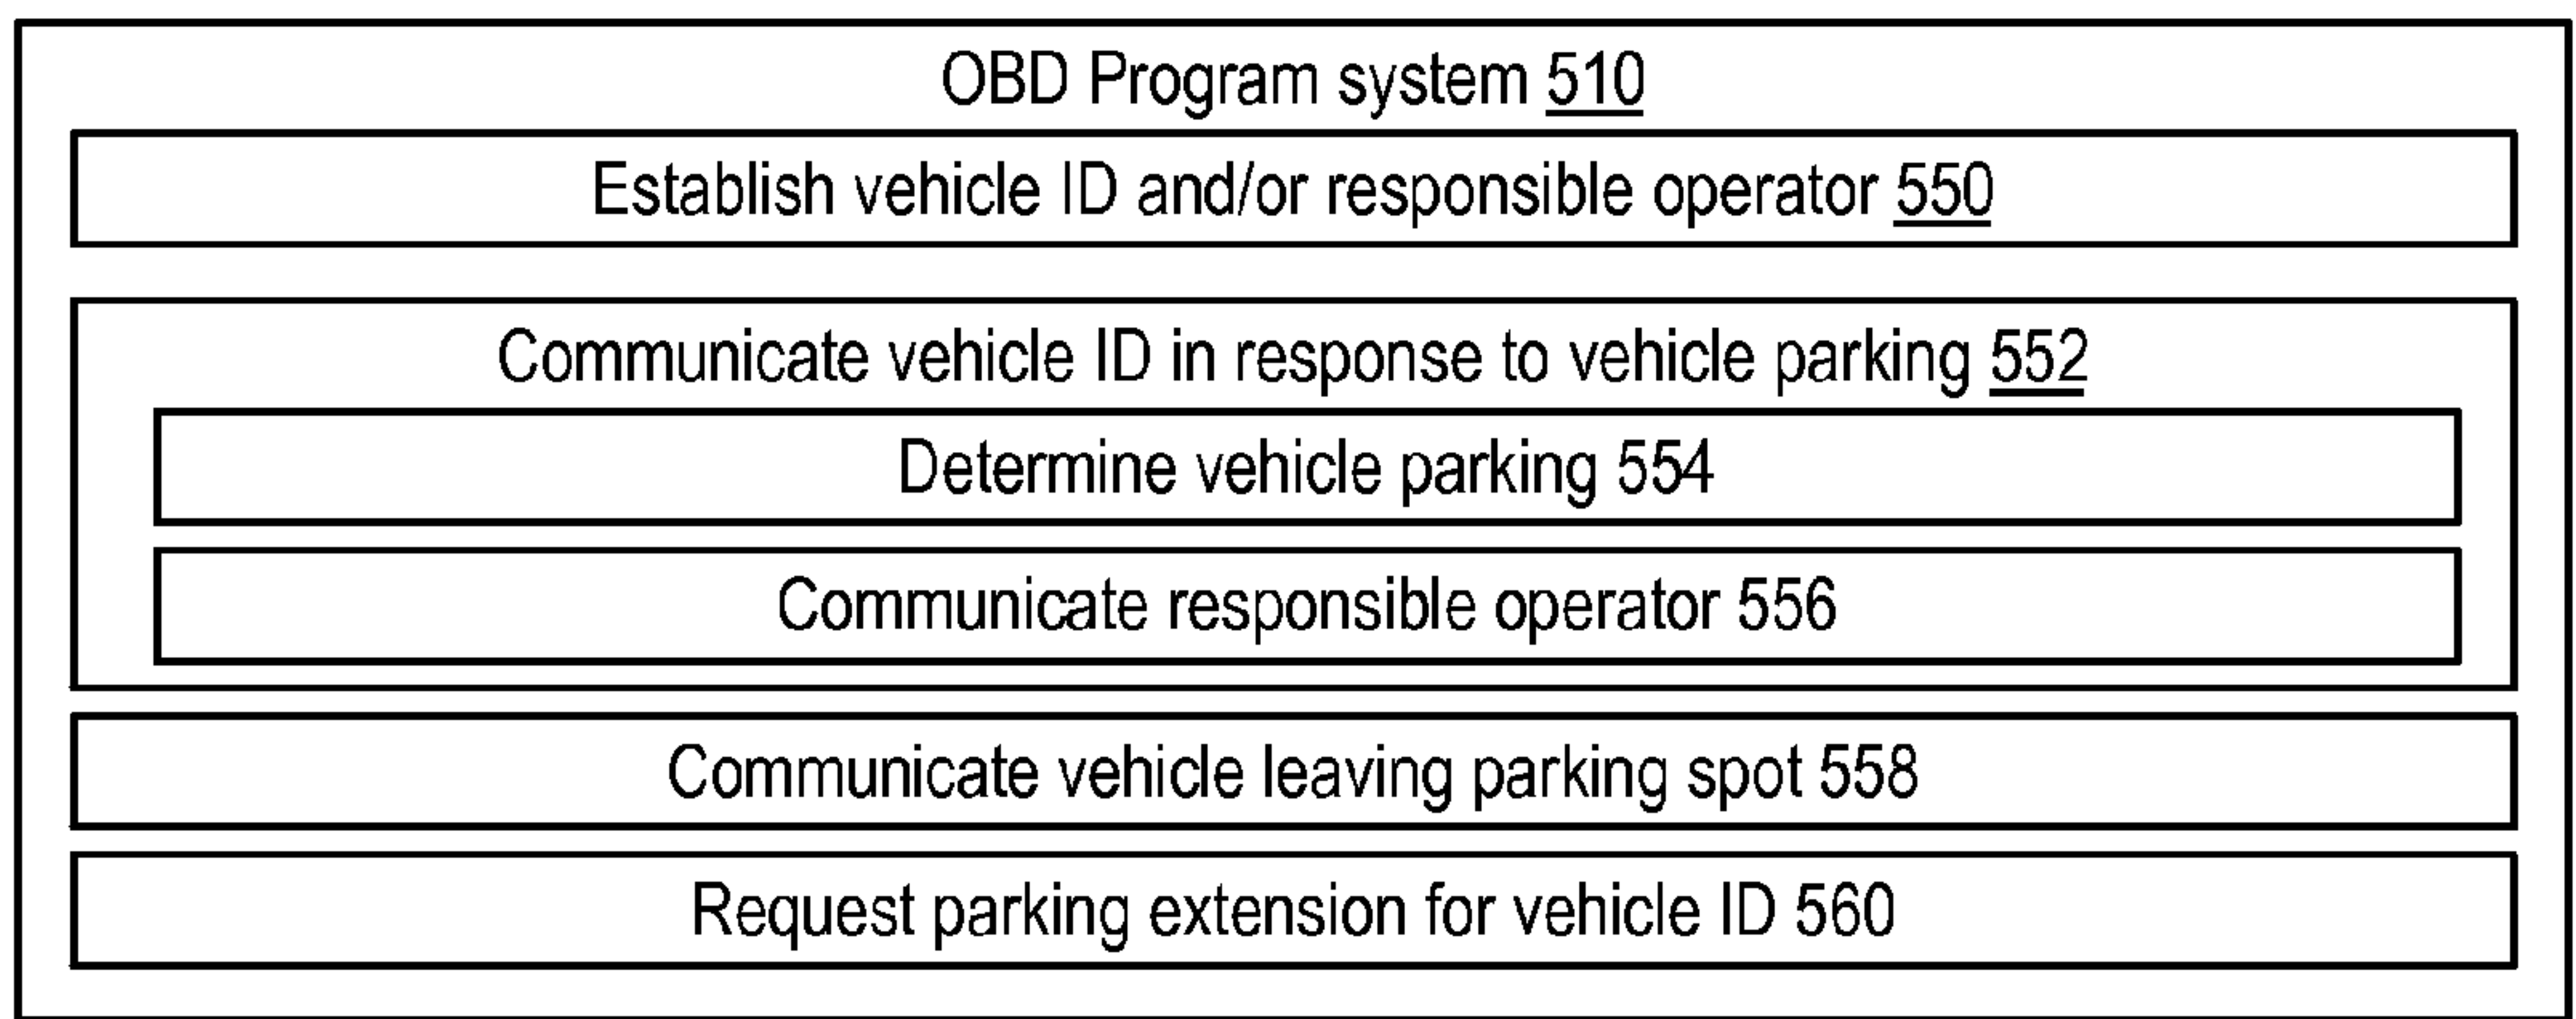 OBD Program system 510
Establish vehicle ID and/or responsible operator 550
Communicate vehicle ID in response to vehicle parking 552
Determine vehicle parking 554
Communicate responsible operator 556
Communicate vehicle leaving parking spot 558
Request parking extension for vehicle ID 560